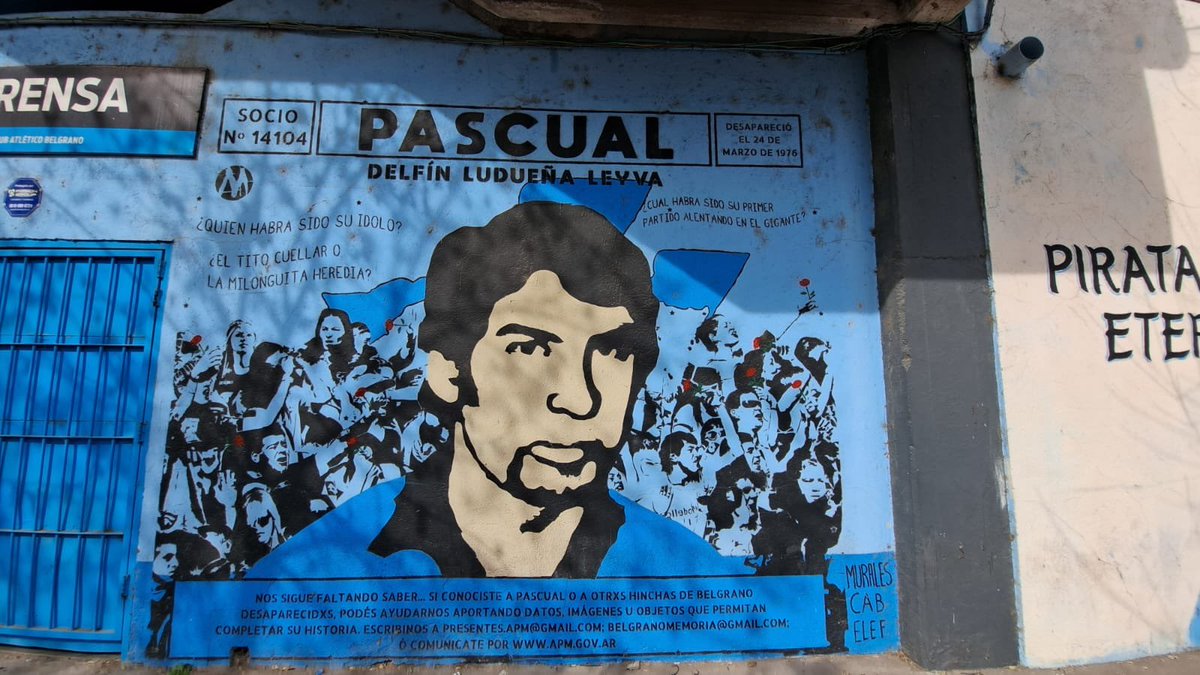 RENSA
UB ATLÉTICO BELGRANO
SOCIO
Nº 14104
PASCUAL
DELFÍN LUDUEÑA LEYVA
DESAPARECIÓ
EL 24 DE
MARZO DE 1976
M
¿QUIEN HABRA SIDO SU IDOLO?
¿EL TITO CUELLAR O
LA MILONGUITA HEREDIA?
¿CUAL HABRA SIDO SU PRIMER
PARTIDO ALENTANDO EN EL GIGANTE?
PIRATA
ETER
NOS SIGUE FALTANDO SABER... SI CONOCISTE A PASCUAL O A OTRXS HINCHAS DE BELGRANO
DESAPARECIDXS, PODÉS AYUDARNOS APORTANDO DATOS, IMÁGENES U OBJETOS QUE PERMITAN
COMPLETAR SU HISTORIA. ESCRIBINOS A PRESENTES.APM@GMAIL.COM; BELGRANOMEMORIA@GMAIL.COM;
O COMUNICATE POR WWW.APM.GOV.AR
MURALES
CAB
ELEF